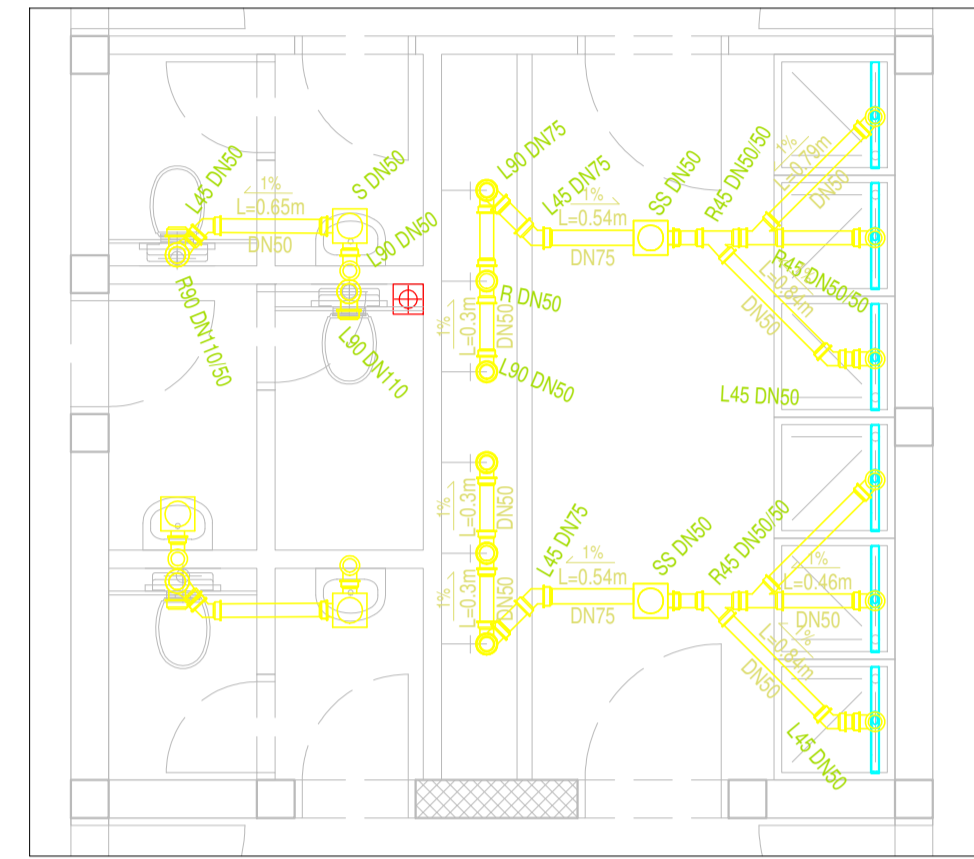 L45 DN50
1%
L=0.65m
DN50
S DN50
L90 DN50
R90 DN110/50
L90 DN110
L90 DN75
L45 DN75
1%
L=0.54m
DN75
SS DN50
R45 DN50/50
1%
L=0.79m
DN50
R45 DN50/50
L=0.84m
DN50
R DN50
1%
L=0.3m
DN50
L90 DN50
L45 DN50
1%
L=0.3m
DN50
1%
L=0.3m
DN50
L45 DN75
1%
L=0.54m
DN75
SS DN50
R45 DN50/50
1%
L=0.46m
DN50
1%
L=0.84m
DN50
L45 DN50